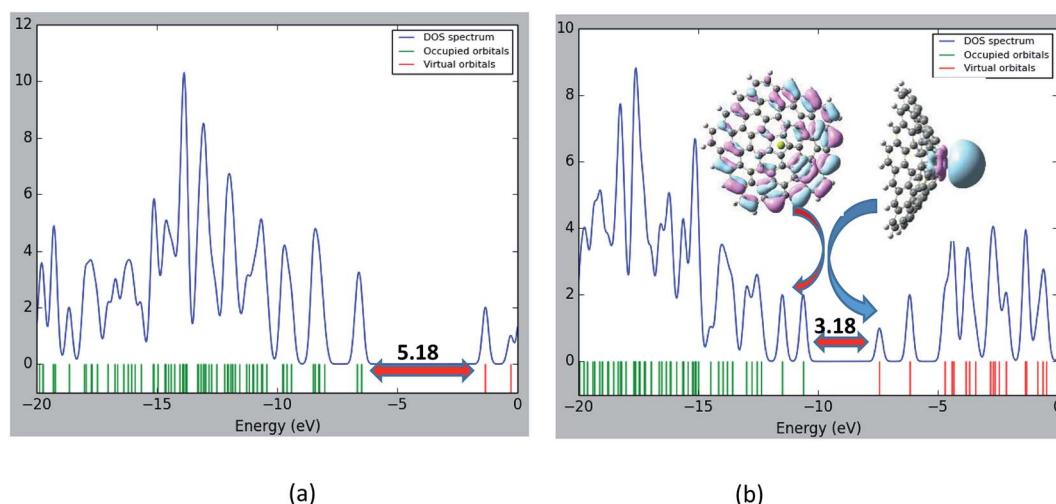 12
10
8
6
4
2
0
DOS spectrum
Occupied orbitals
Virtual orbitals
5.18
−20
−15
−10
−5
0
Energy (eV)
(a)
10
8
6
4
2
0
DOS spectrum
Occupied orbitals
Virtual orbitals
3.18
−20
−15
−10
−5
0
Energy (eV)
(b)